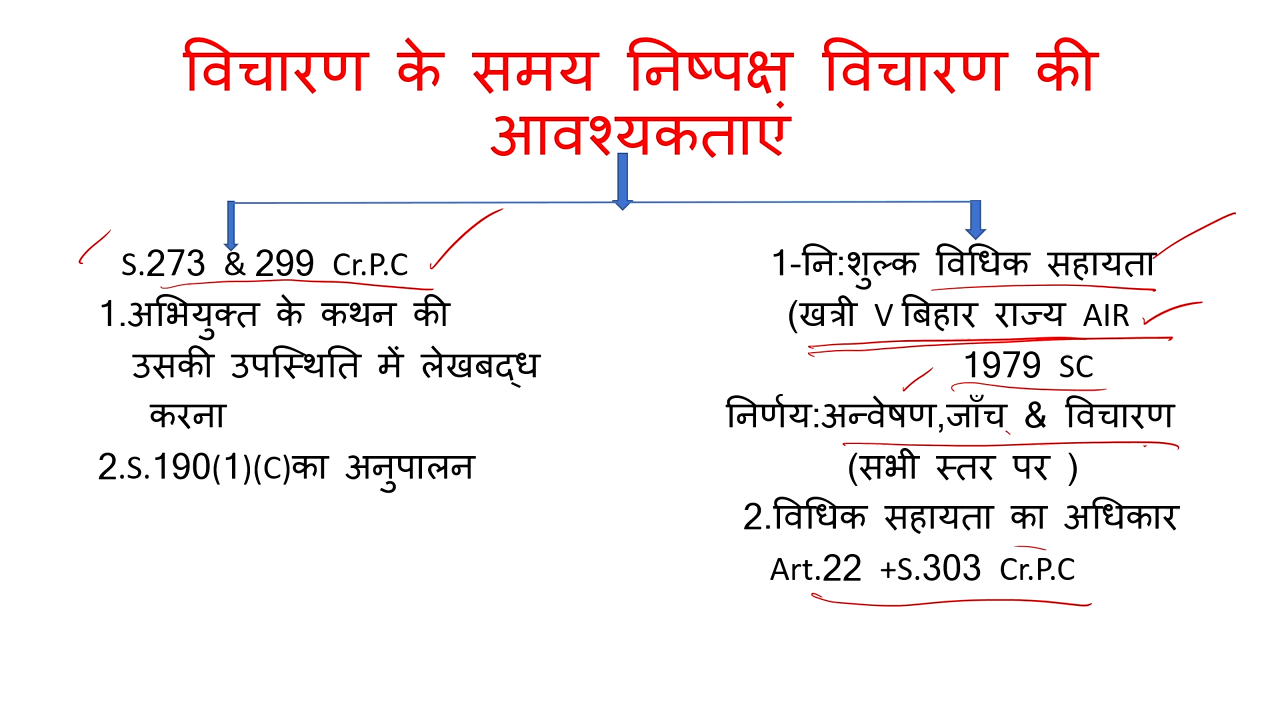 विचारण के समय निष्पक्ष विचारण की
आवश्यकताएं
S.273 & 299 Cr.P.C
1.अभियुक्त के कथन की
उसकी उपस्थिति में लेखबद्ध
करना
2.S.190(1)(C)का अनुपालन
1-नि:शुल्क विधिक सहायता
(खत्री V बिहार राज्य AIR
1979 SC
निर्णय:अन्वेषण,जाँच & विचारण
(सभी स्तर पर )
2.विधिक सहायता का अधिकार
Art.22 +S.303 Cr.P.C